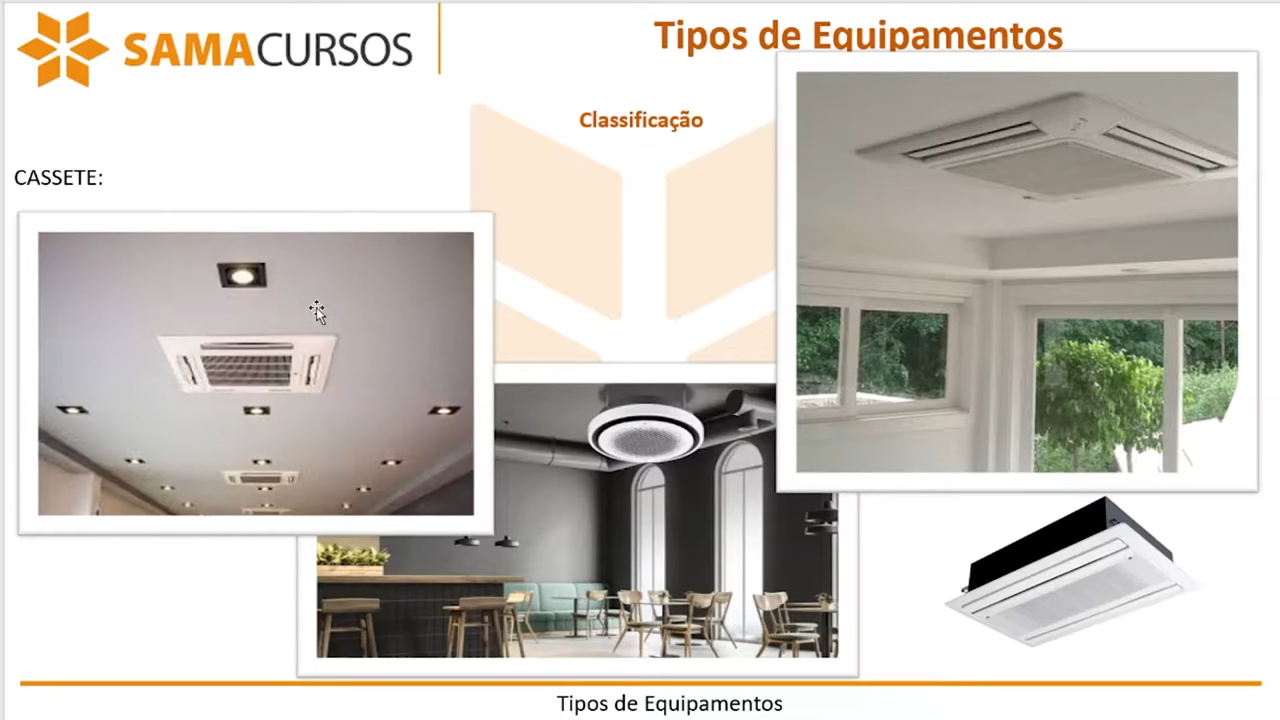 SAMACURSOS
Tipos de Equipamentos
Classificação
CASSETE:
Tipos de Equipamentos